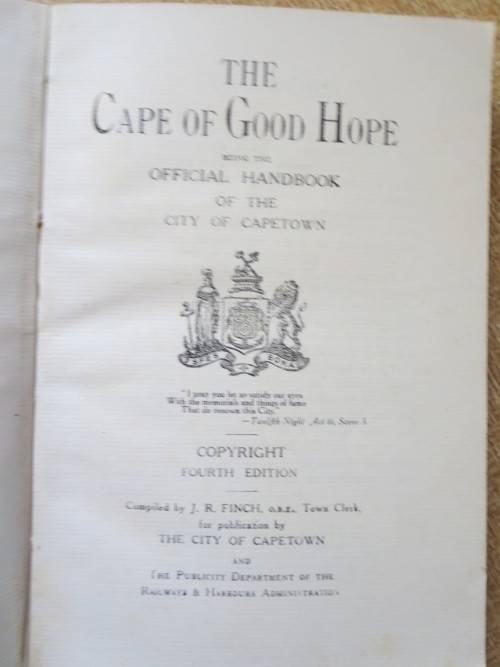 THE
CAPE OF GOOD HOPE
BEING THE
OFFICIAL HANDBOOK
OF THE
CITY OF CAPETOWN
SPES BONA
"I pray you let us satisfy our eyes
With the memorials and things of fame
That do renown this City."
—Twelfth Night Act iii, Scene 3.
COPYRIGHT
FOURTH EDITION
Compiled by J. R. FINCH, O.B.E., Town Clerk,
for publication by
THE CITY OF CAPETOWN
AND
THE PUBLICITY DEPARTMENT OF THE
RAILWAYS & HARBOURS ADMINISTRATION